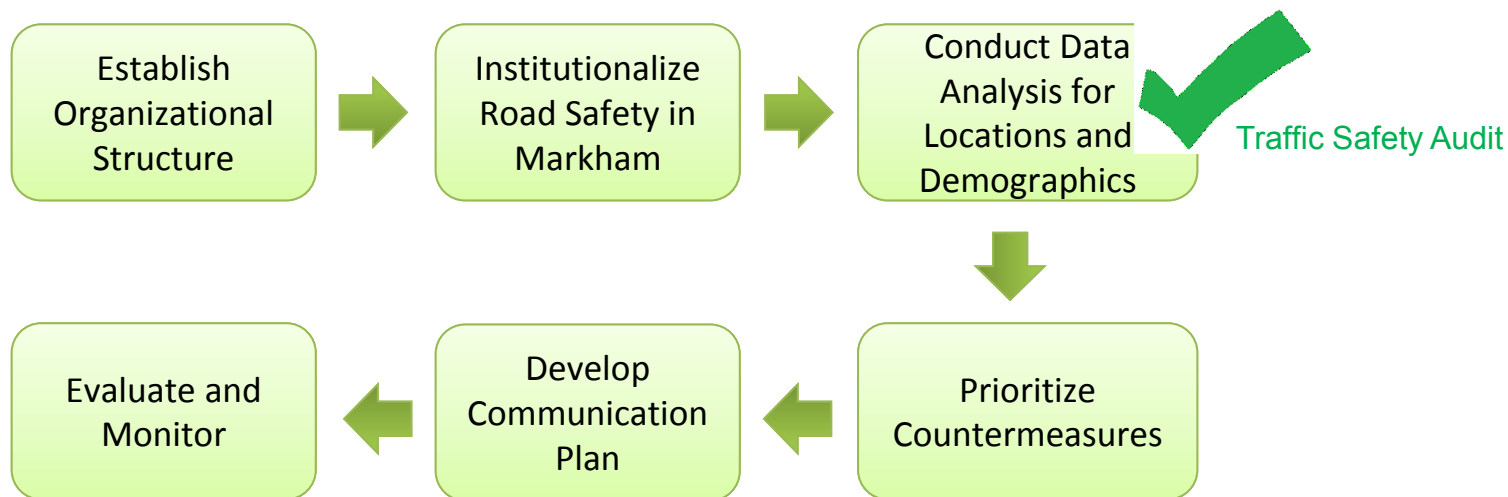 Establish
Organizational
Structure
Institutionalize
Road Safety in
Markham
Conduct Data
Analysis for
Locations and
Demographics
Traffic Safety Audit
Prioritize
Countermeasures
Develop
Communication
Plan
Evaluate and
Monitor